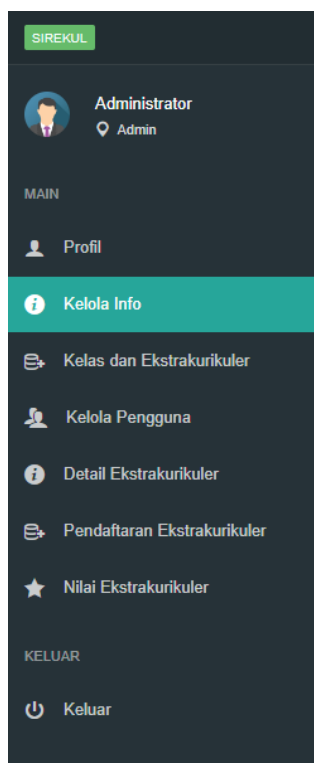 SIREKUL
Administrator
Admin
MAIN
Profil
Kelola Info
Kelas dan Ekstrakurikuler
Kelola Pengguna
Detail Ekstrakurikuler
Pendaftaran Ekstrakurikuler
Nilai Ekstrakurikuler
KELUAR
Keluar